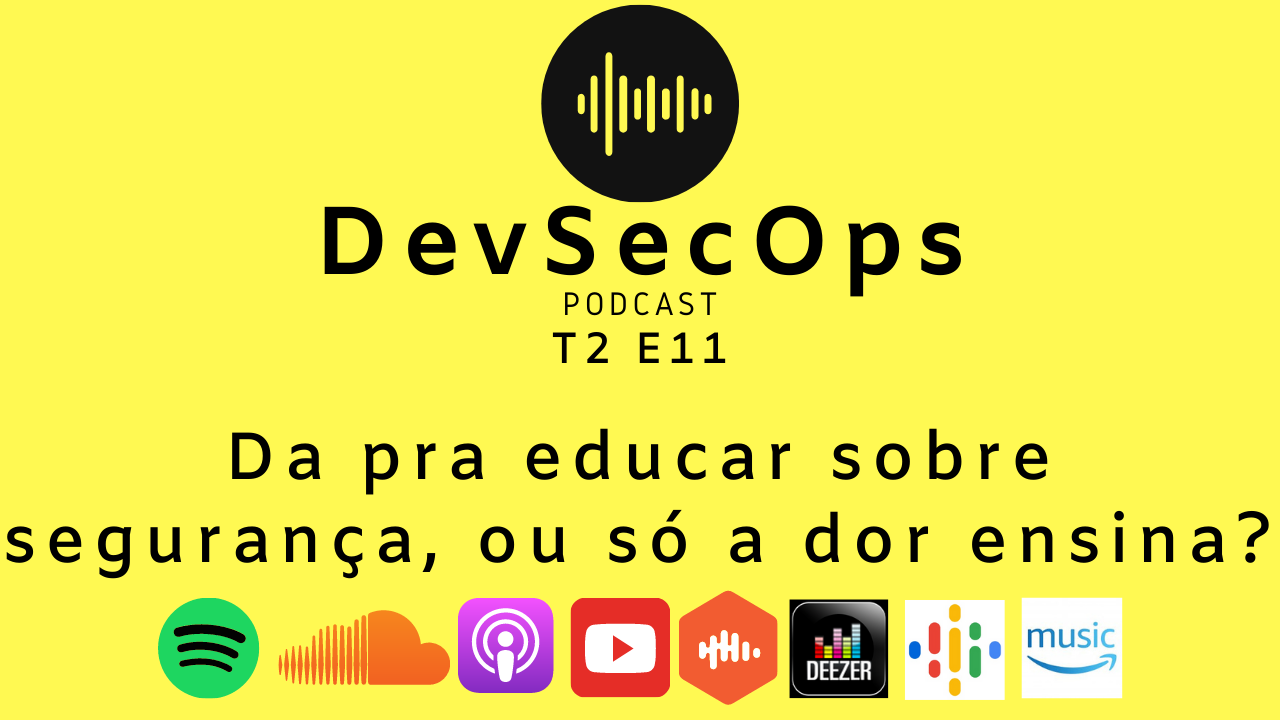 DevSecOps
PODCAST
T2 E11
Da pra educar sobre
segurança, ou só a dor ensina?
DEEZER
music